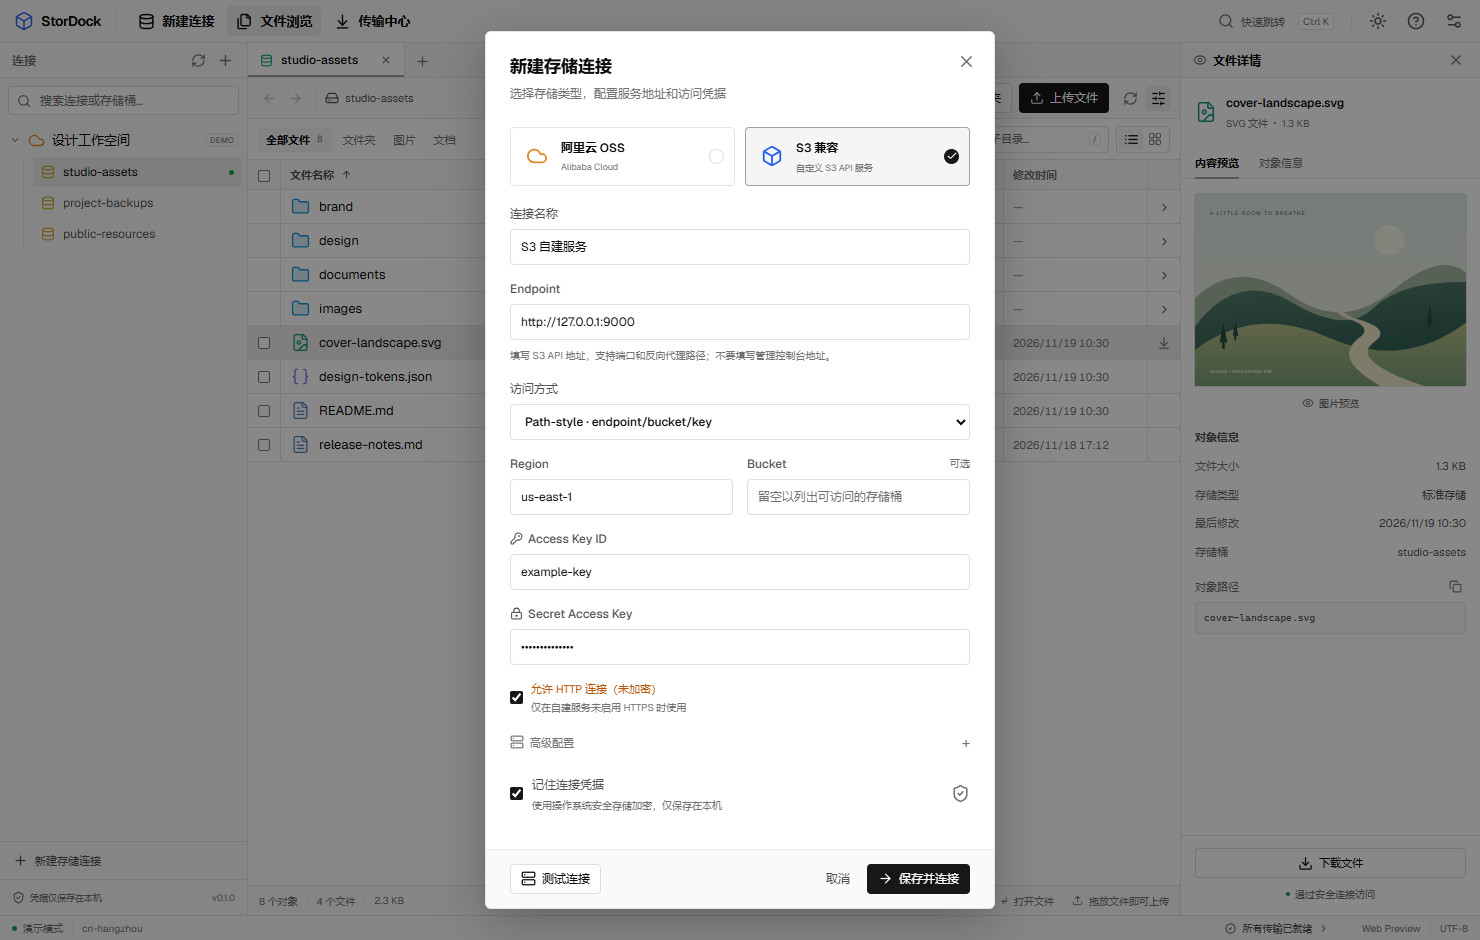 StorDock
新建连接
文件浏览
传输中心
快速跳转
Ctrl K
连接
搜索连接或存储桶...
设计工作空间
DEMO
studio-assets
project-backups
public-resources
新建存储连接
凭据仅保存在本机
v0.1.0
演示模式
cn-hangzhou
studio-assets
studio-assets
上传文件
全部文件 8
文件夹
图片
文档
子目录...
/
文件名称
修改时间
brand
—
design
—
documents
—
images
—
cover-landscape.svg
2026/11/19 10:30
design-tokens.json
2026/11/19 10:30
README.md
2026/11/19 10:30
release-notes.md
2026/11/18 17:12
8 个对象
4 个文件
2.3 KB
打开文件
拖放文件即可上传
所有传输已就绪
Web Preview
UTF-8
新建存储连接
选择存储类型，配置服务地址和访问凭据
阿里云 OSS
Alibaba Cloud
S3 兼容
自定义 S3 API 服务
连接名称
S3 自建服务
Endpoint
http://127.0.0.1:9000
填写 S3 API 地址，支持端口和反向代理路径；不要填写管理控制台地址。
访问方式
Path-style · endpoint/bucket/key
Region
us-east-1
Bucket
可选
留空以列出可访问的存储桶
Access Key ID
example-key
Secret Access Key
••••••••••••••
允许 HTTP 连接（未加密）
仅在自建服务未启用 HTTPS 时使用
高级配置
记住连接凭据
使用操作系统安全存储加密，仅保存在本机
测试连接
取消
保存并连接
文件详情
cover-landscape.svg
SVG 文件 • 1.3 KB
内容预览
对象信息
A LITTLE ROOM TO BREATHE.
图片预览
对象信息
文件大小
1.3 KB
存储类型
标准存储
最后修改
2026/11/19 10:30
存储桶
studio-assets
对象路径
cover-landscape.svg
下载文件
通过安全连接访问